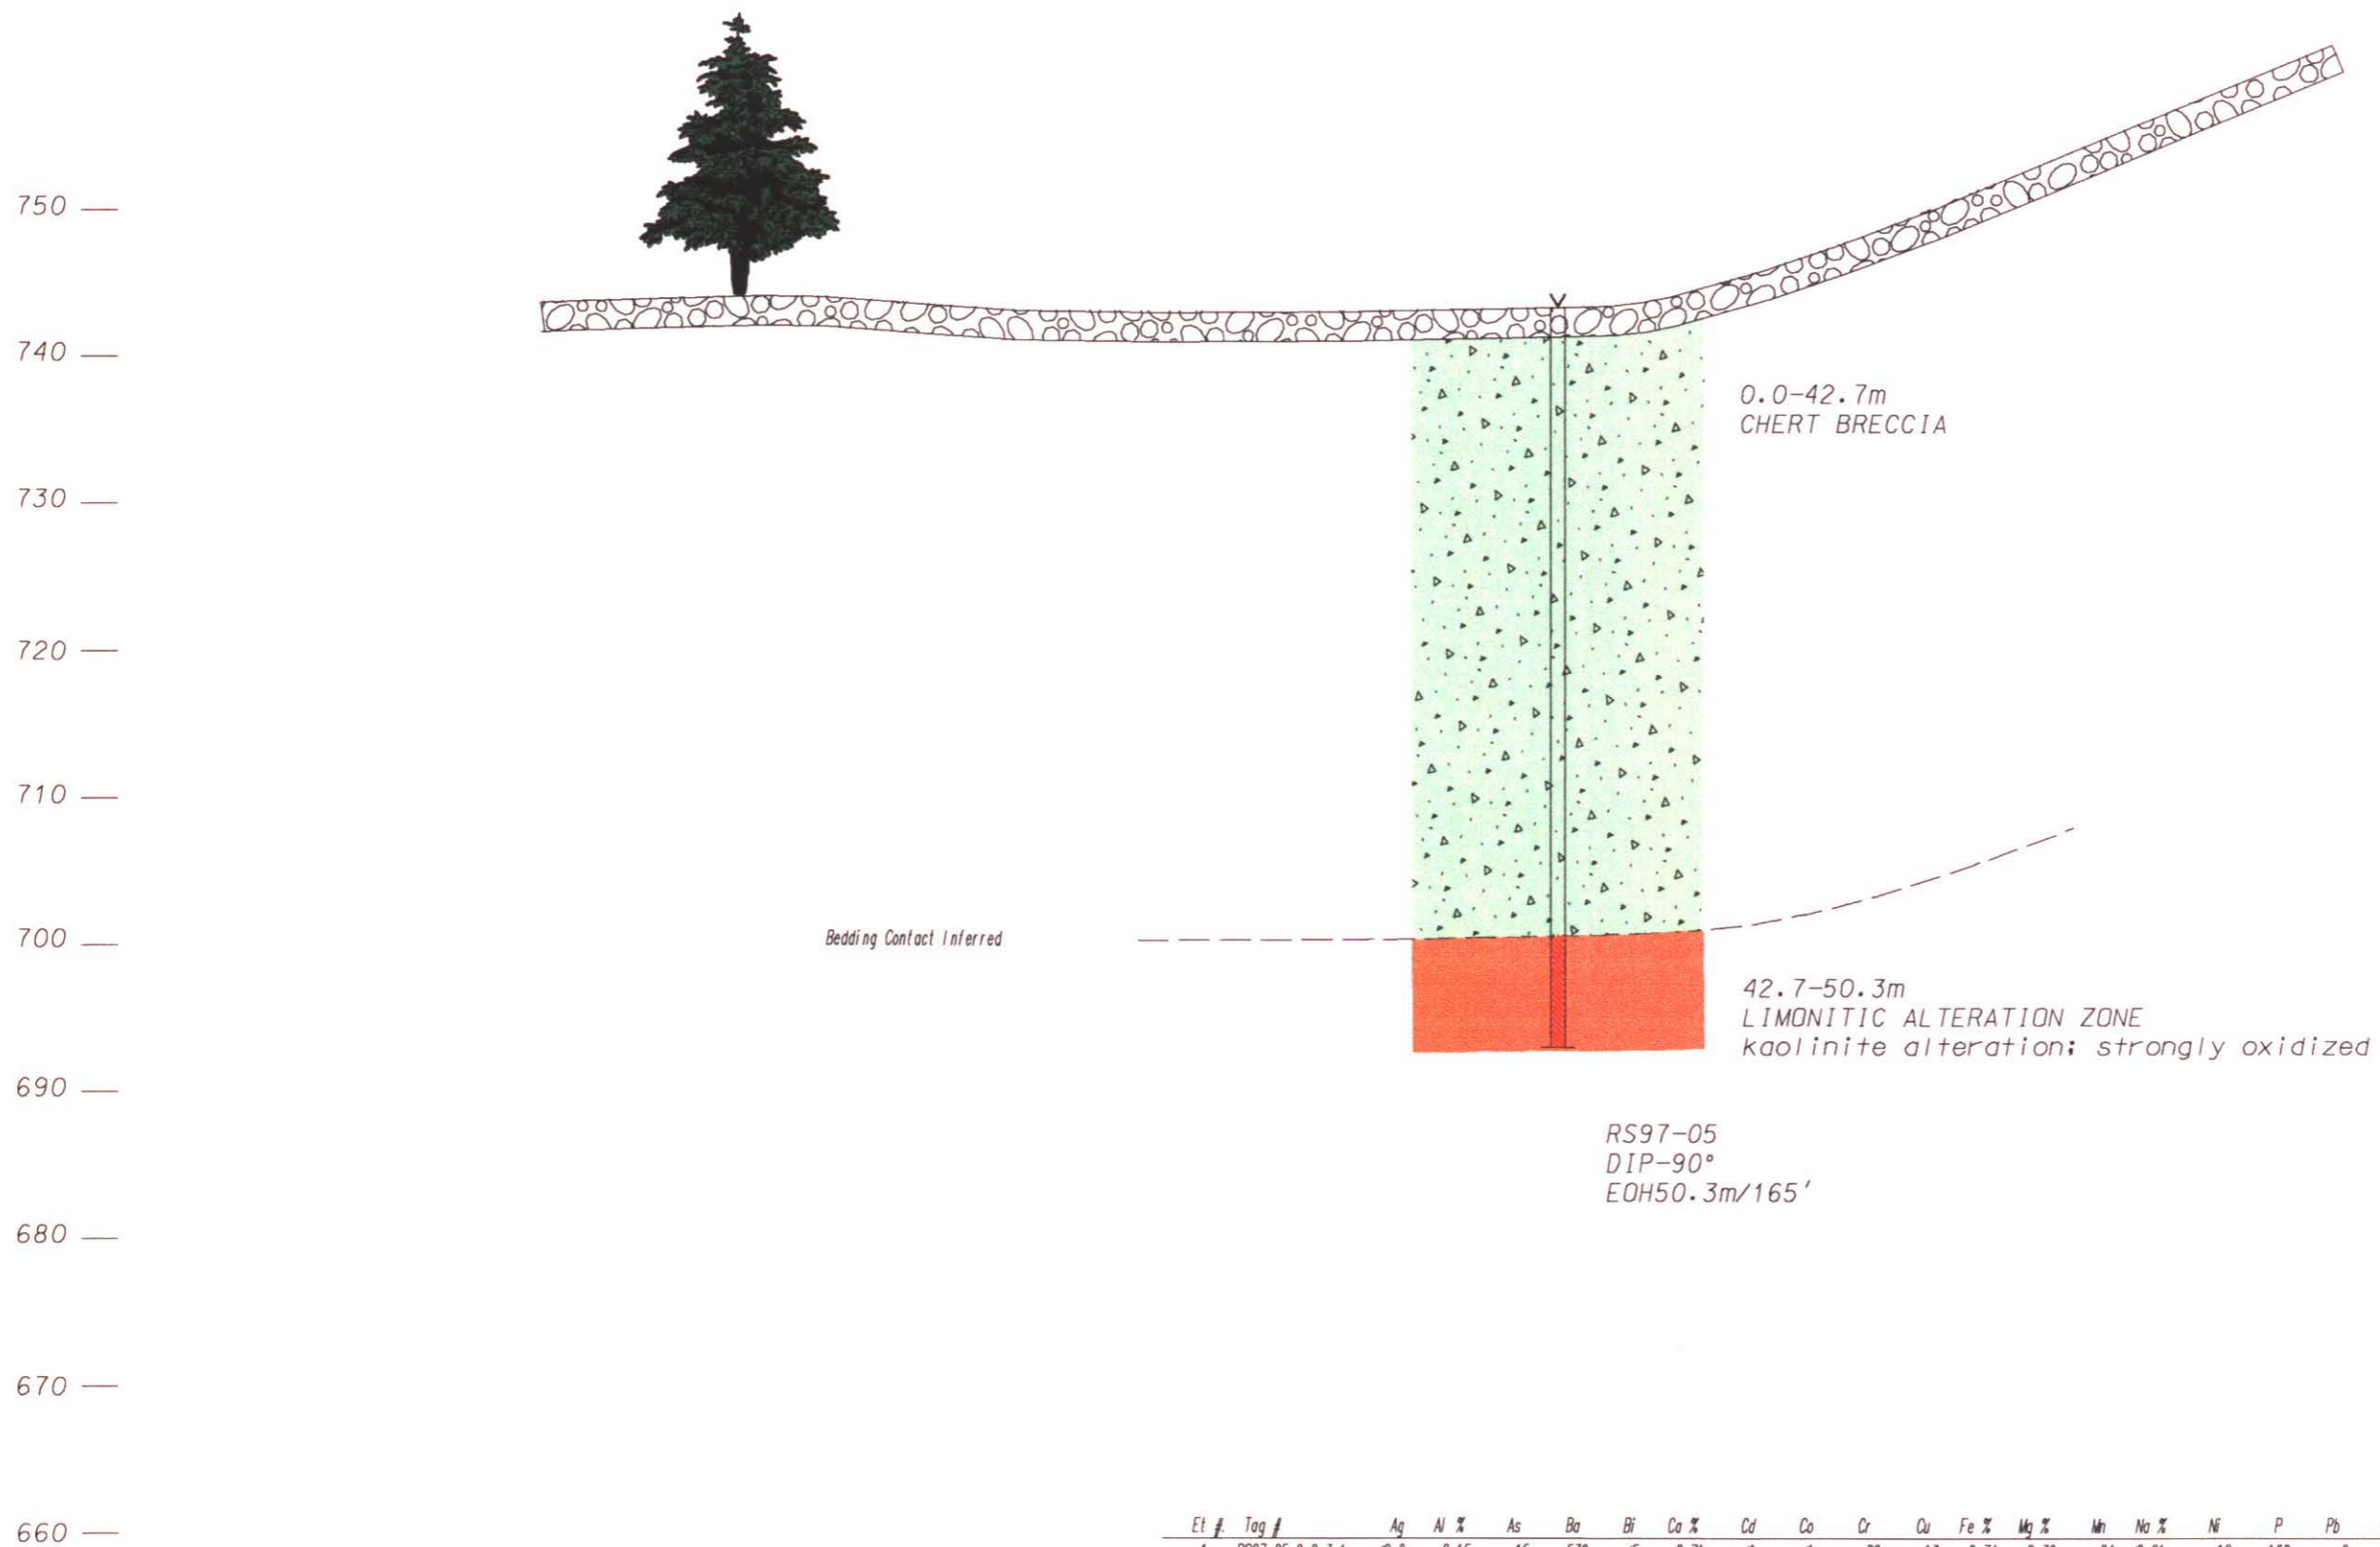 750
740
730
720
710
700
690
680
670
660
0.0-42.7m
CHERT BRECCIA
Bedding Contact Inferred
42.7-50.3m
LIMONITIC ALTERATION ZONE
kaolinite alteration; strongly oxidized
RS97-05
DIP-90°
EOH50.3m/165'
Et #. Tag # Ag Al % As Ba Bi Ca % Cd Co Cr Cu Fe % Mg % Mn Na % Ni P Pb